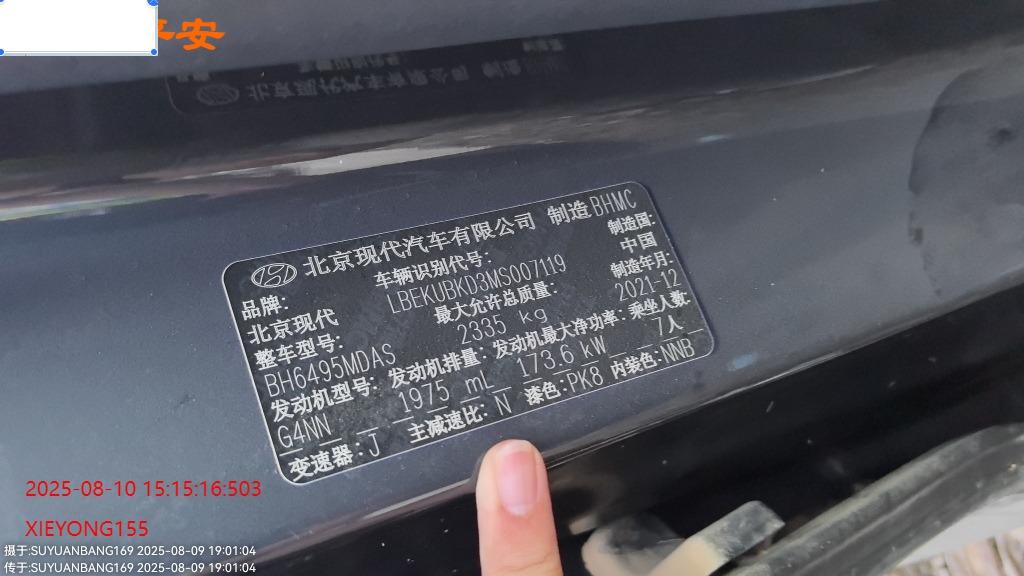 平安
北京现代汽车有限公司 制造 BHMC
品牌: 车辆识别代号: 制造国:
北京现代 LBEKUBKD3MS007119 中国
整车型号: 最大允许总质量: 制造年月:
BH6495MDAS 2335 kg 2021-12
发动机型号: 发动机排量: 发动机最大净功率: 乘坐人数:
G4NN 1975 mL 173.6 kW 7人
变速器: J 主减速比: N 漆色: PK8 内装色: NNB
2025-08-10 15:15:16:503
XIEYONG155
摄于:SUYUANBANG169 2025-08-09 19:01:04
传于:SUYUANBANG169 2025-08-09 19:01:04